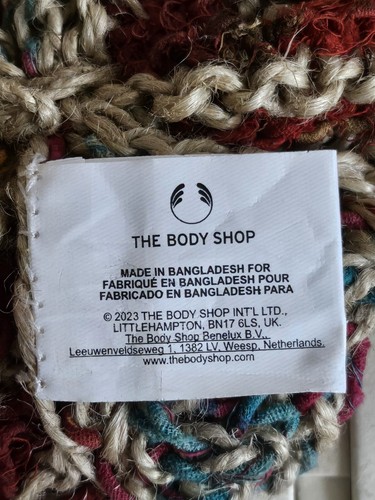 THE BODY SHOP
MADE IN BANGLADESH FOR
FABRIQUÉ EN BANGLADESH POUR
FABRICADO EN BANGLADESH PARA
© 2023 THE BODY SHOP INT'L LTD.,
LITTLEHAMPTON, BN17 6LS, UK.
The Body Shop Benelux B.V.,
Leeuwenveldseweg 1, 1382 LV, Weesp, Netherlands.
www.thebodyshop.com